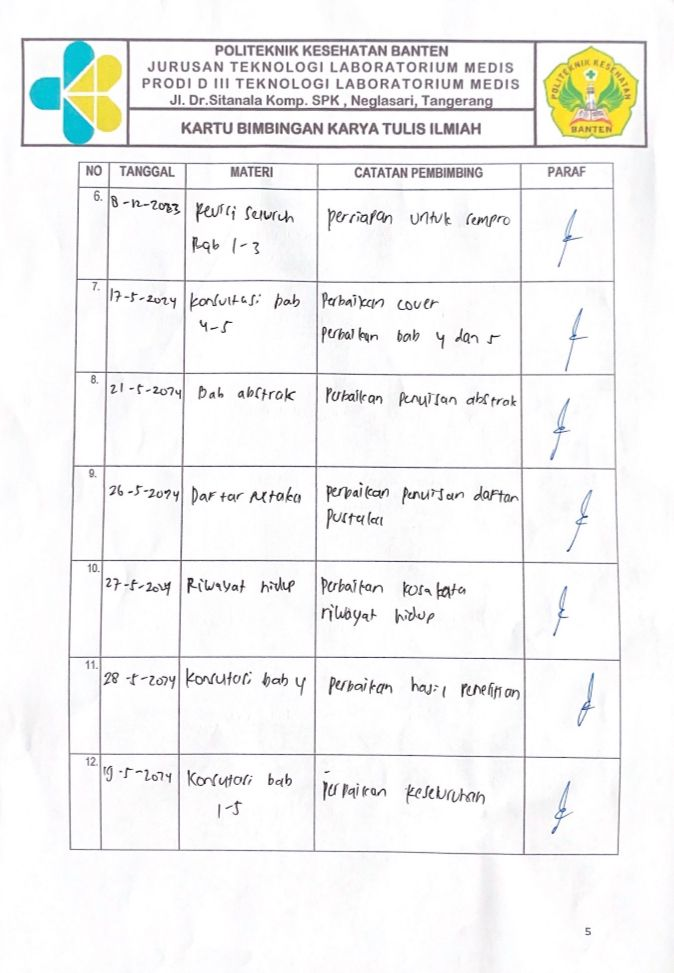 POLITEKNIK KESEHATAN BANTEN
JURUSAN TEKNOLOGI LABORATORIUM MEDIS
PRODI D III TEKNOLOGI LABORATORIUM MEDIS
Jl. Dr.Sitanala Komp. SPK , Neglasari, Tangerang
KARTU BIMBINGAN KARYA TULIS ILMIAH
POLITEKNIK KESEHATAN
BANTEN
NO TANGGAL MATERI CATATAN PEMBIMBING PARAF
6. 8-12-2023 Revisi seluruh persiapan untuk sempro
Bab 1-3
7. 17-5-2024 Konsultasi bab Perbaikan cover
4-5 perbaikan bab 4 dan 5
8. 21-5-2024 Bab abstrak Perbaikan penulisan abstrak
9. 26-5-2024 Daftar Pustaka perbaikan penulisan daftar
Pustaka
10. 27-5-2024 Riwayat hidup Perbaikan kosakata
riwayat hidup
11. 28-5-2024 Konsultasi bab 4 perbaikan hasil penelitian
12. 19-5-2024 Konsultasi bab perbaikan keseluruhan
1-5
5